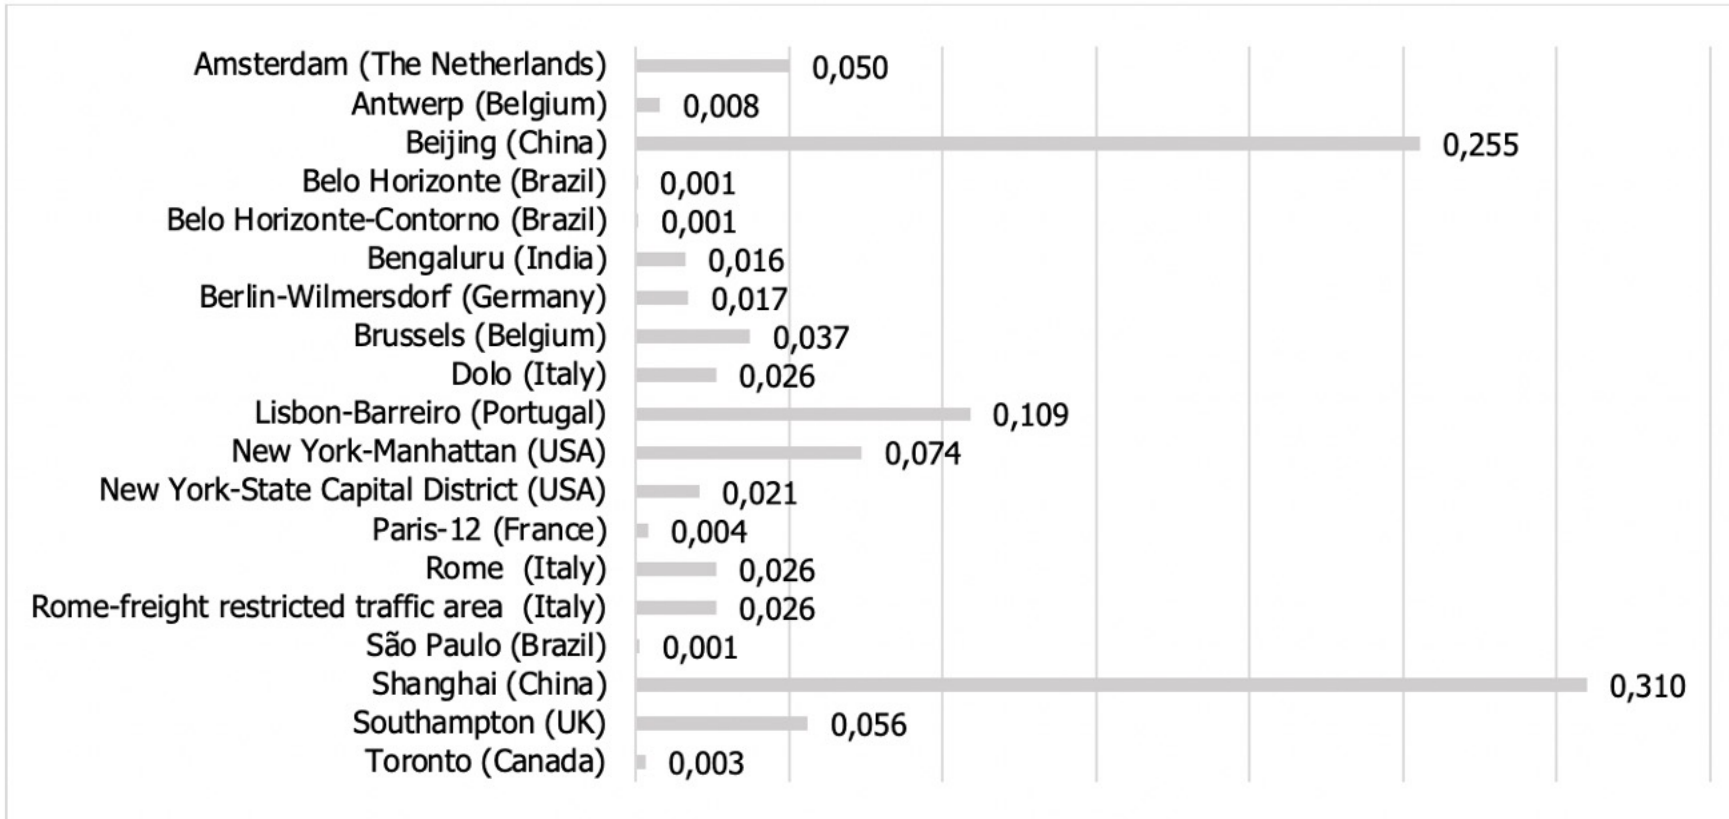 Amsterdam (The Netherlands) 0,050
Antwerp (Belgium) 0,008
Beijing (China) 0,255
Belo Horizonte (Brazil) 0,001
Belo Horizonte-Contorno (Brazil) 0,001
Bengaluru (India) 0,016
Berlin-Wilmersdorf (Germany) 0,017
Brussels (Belgium) 0,037
Dolo (Italy) 0,026
Lisbon-Barreiro (Portugal) 0,109
New York-Manhattan (USA) 0,074
New York-State Capital District (USA) 0,021
Paris-12 (France) 0,004
Rome  (Italy) 0,026
Rome-freight restricted traffic area  (Italy) 0,026
São Paulo (Brazil) 0,001
Shanghai (China) 0,310
Southampton (UK) 0,056
Toronto (Canada) 0,003